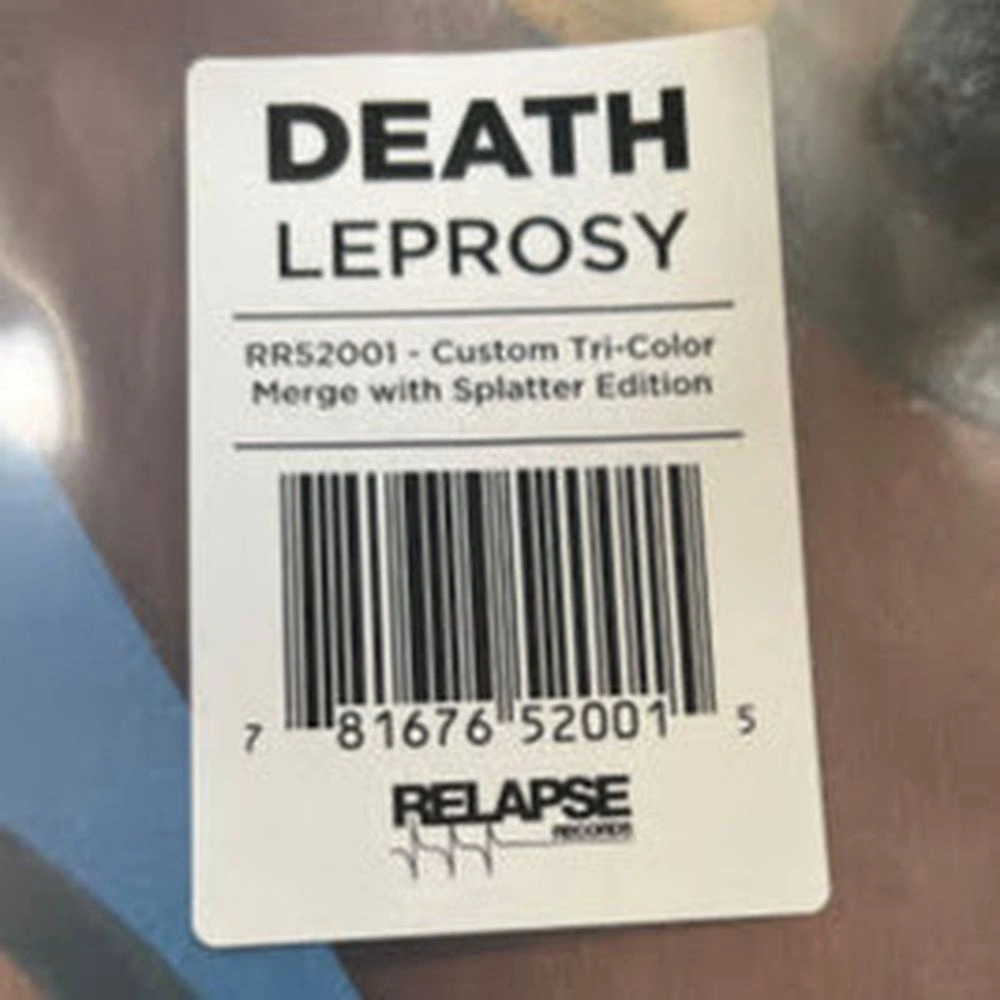 DEATH
LEPROSY
RR52001 - Custom Tri-Color
Merge with Splatter Edition
7 81676 52001 5
RELAPSE
RECORDS